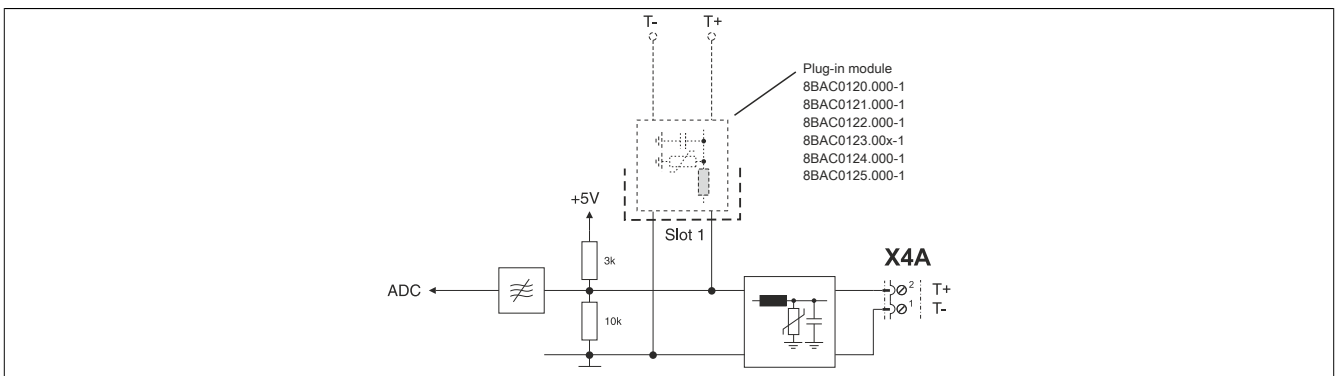 T- T+
Plug-in module
8BAC0120.000-1
8BAC0121.000-1
8BAC0122.000-1
8BAC0123.00x-1
8BAC0124.000-1
8BAC0125.000-1
+5V
Slot 1
3k
X4A
ADC
2 T+
1 T-
10k